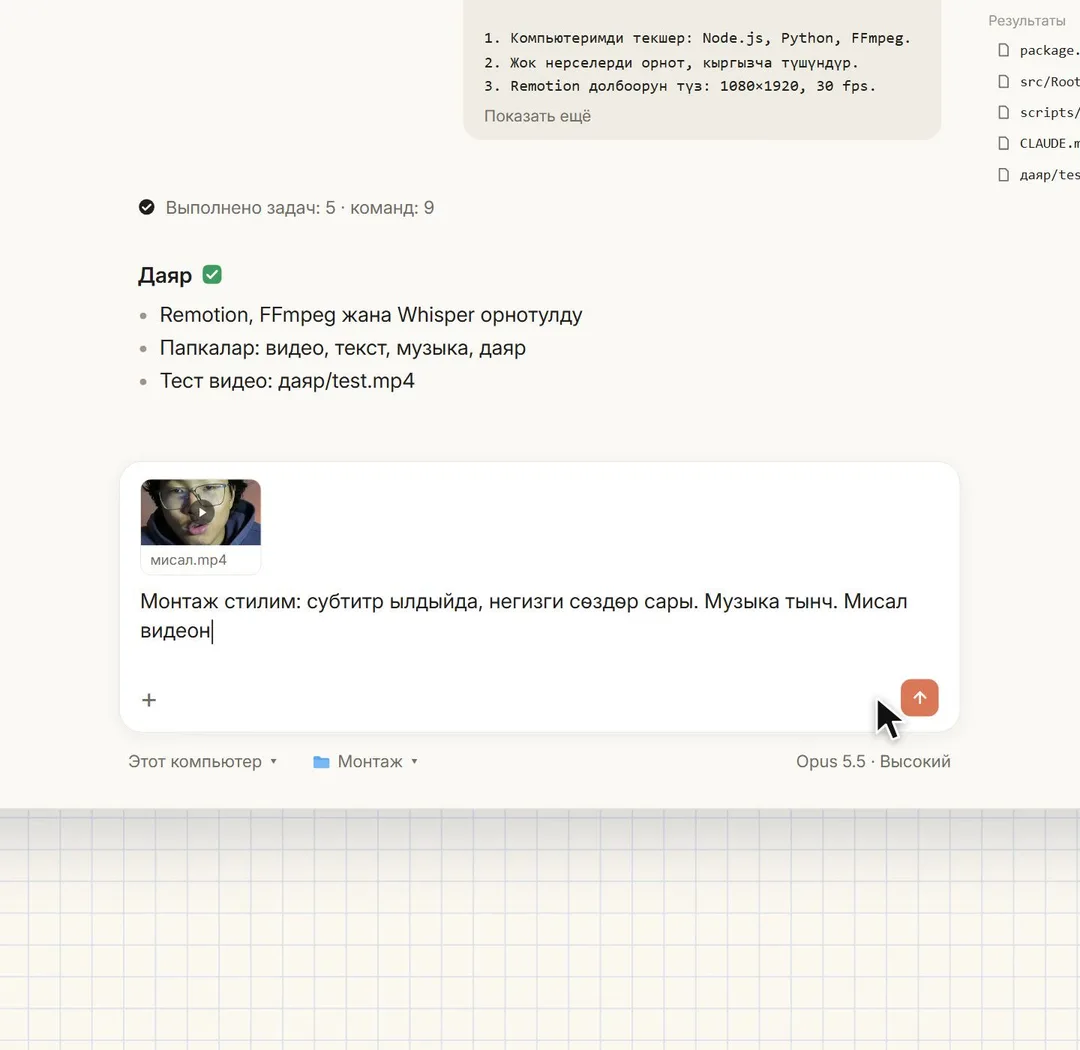 1. Компьютеримди текшер: Node.js, Python, FFmpeg.
2. Жок нерселерди орнот, кыргызча түшүндүр.
3. Remotion долбоорун түз: 1080×1920, 30 fps.
Показать ещё
Результаты
package.
src/Root
scripts/
CLAUDE.m
даяр/tes
Выполнено задач: 5 · команд: 9
Даяр ✅
• Remotion, FFmpeg жана Whisper орнотулду
• Папкалар: видео, текст, музыка, даяр
• Тест видео: даяр/test.mp4
мисал.mp4
Монтаж стилим: субтитр ылдыйда, негизги сөздөр сары. Музыка тынч. Мисал
видеон
+
Этот компьютер
Монтаж
Opus 5.5 · Высокий